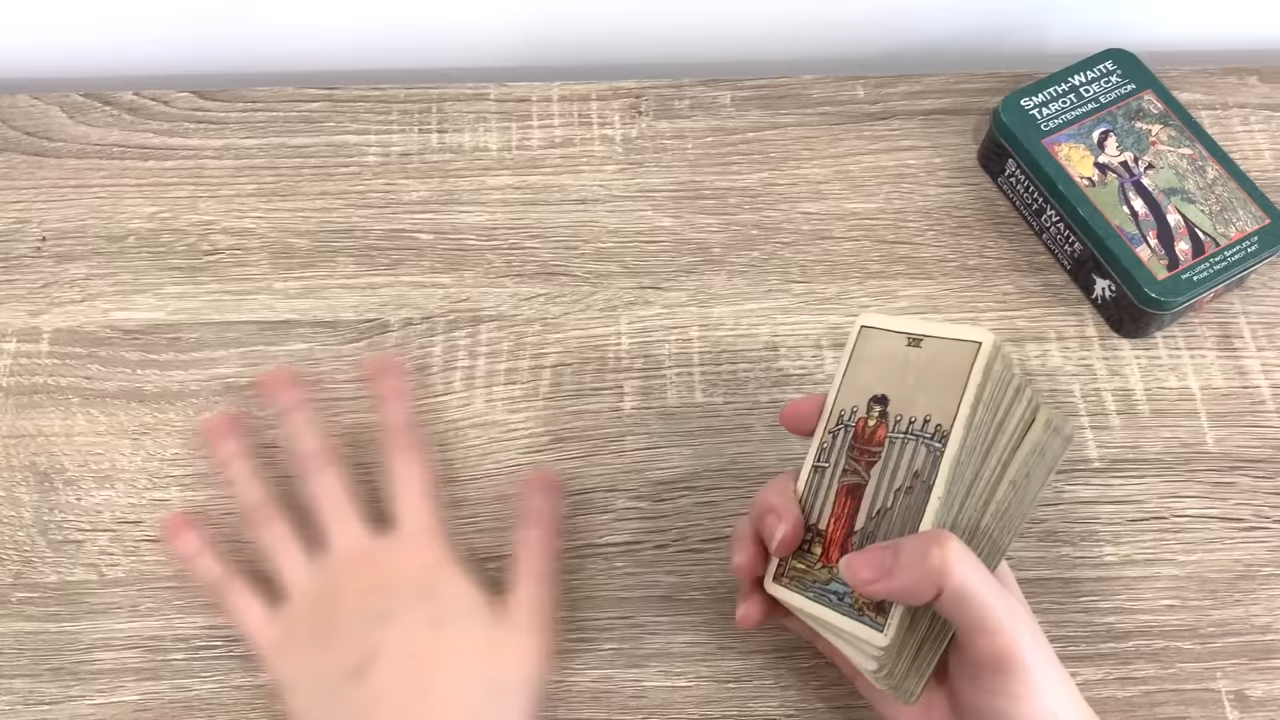 SMITH-WAITE
TAROT DECK®
CENTENNIAL EDITION
SMITH-WAITE
TAROT DECK
CENTENNIAL EDITION
INCLUDES TWO SAMPLES OF
PIXIE'S NON-TAROT ART
VIII